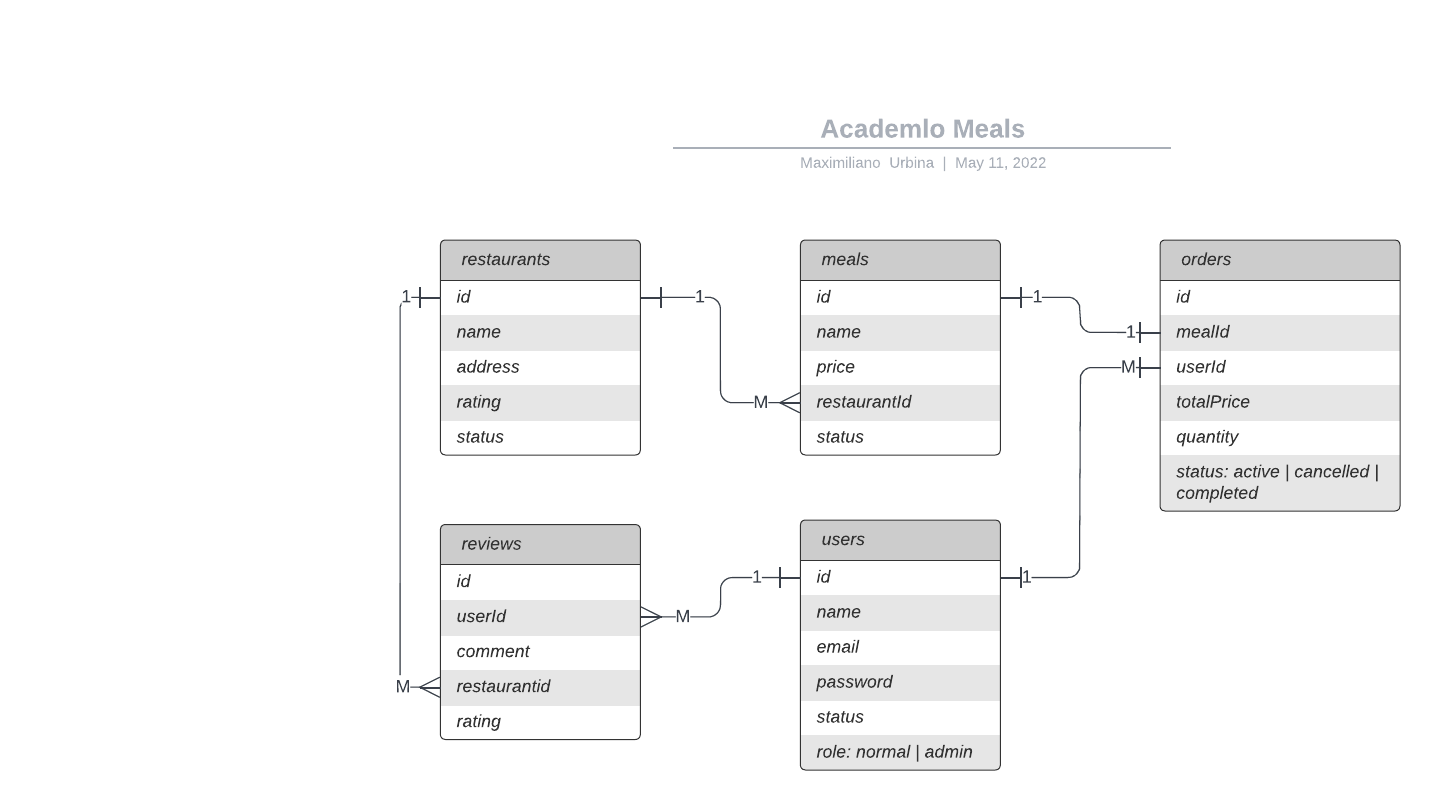 Academlo Meals
Maximiliano Urbina | May 11, 2022
restaurants
id
name
address
rating
status
1
1
M
meals
id
name
price
restaurantId
status
1
1
M
orders
id
mealId
userId
totalPrice
quantity
status: active | cancelled |
completed
reviews
id
userId
comment
restaurantid
rating
M
M
1
users
id
name
email
password
status
role: normal | admin
1